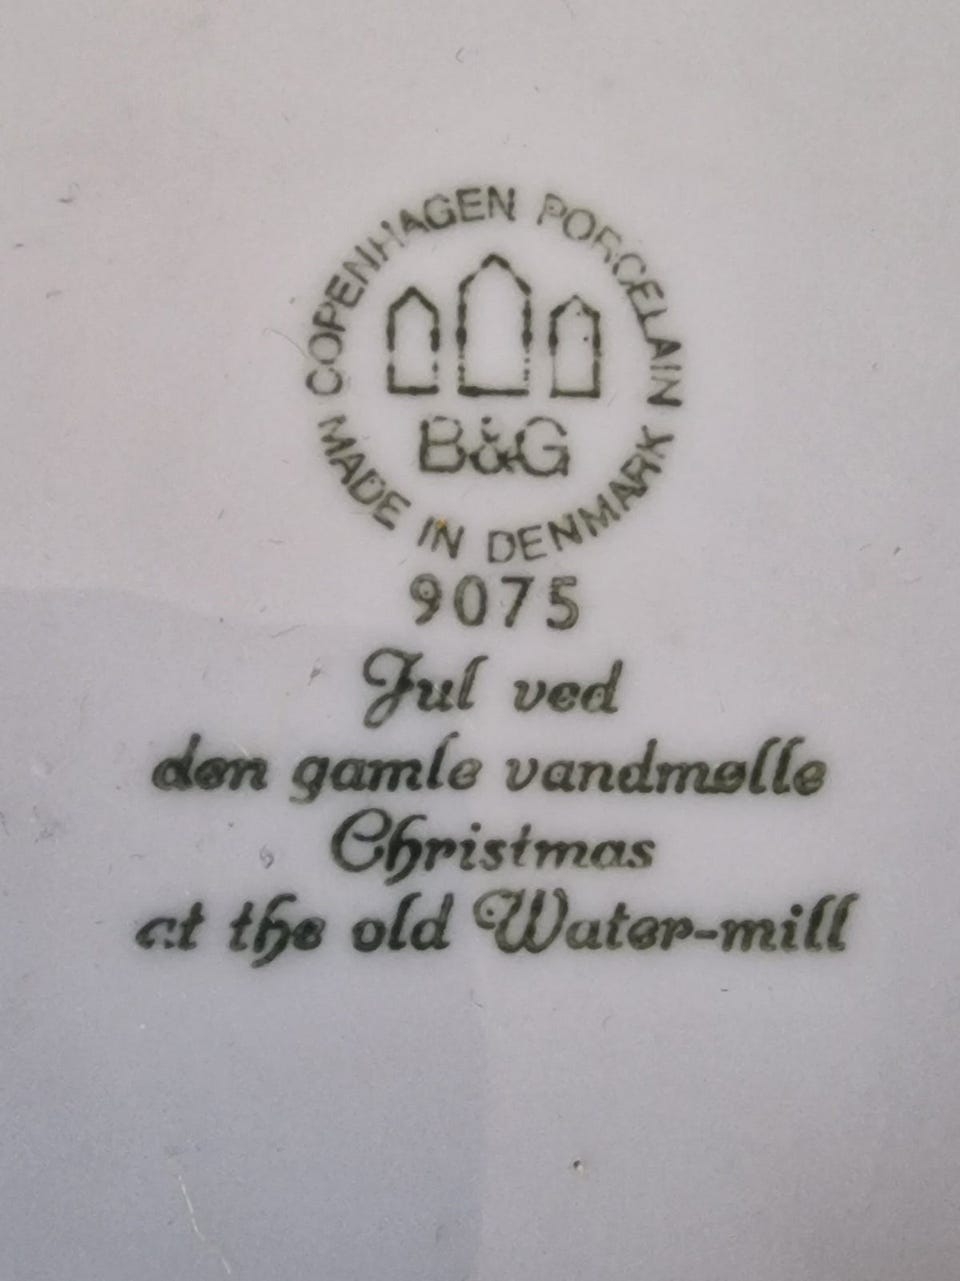 COPENHAGEN PORCELAIN
B&G
MADE IN DENMARK
9075
Jul ved
den gamle vandmølle
Christmas
at the old Water-mill